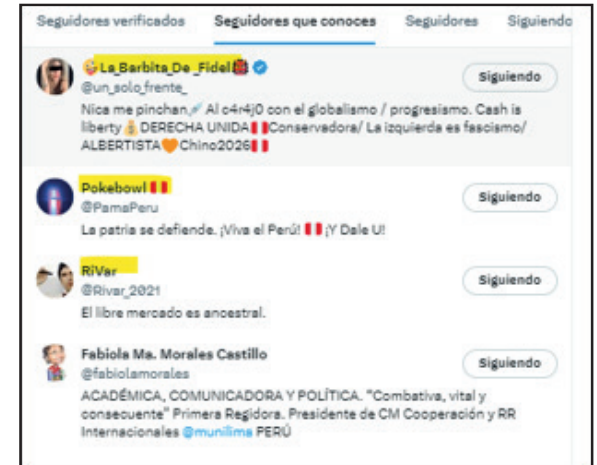 Seguidores verificados Seguidores que conoces Seguidores Siguiendo
La_Barbita_De_Fidel
Siguiendo
@un_solo_frente_
Nica me pinchan, Al c4r4j0 con el globalismo / progresismo. Cash is
liberty DERECHA UNIDA Conservadora/ La izquierda es fascismo/
ALBERTISTA Chino2026
Pokebowl
Siguiendo
@PamaPeru
La patria se defiende. ¡Viva el Perú! ¡Y Dale U!
RiVar
Siguiendo
@Rivar_2021
El libre mercado es ancestral.
Fabiola Ma. Morales Castillo
Siguiendo
@fabiolamorales
ACADÉMICA, COMUNICADORA Y POLÍTICA. "Combativa, vital y
consecuente" Primera Regidora. Presidente de CM Cooperación y RR
Internacionales @munilima PERÚ